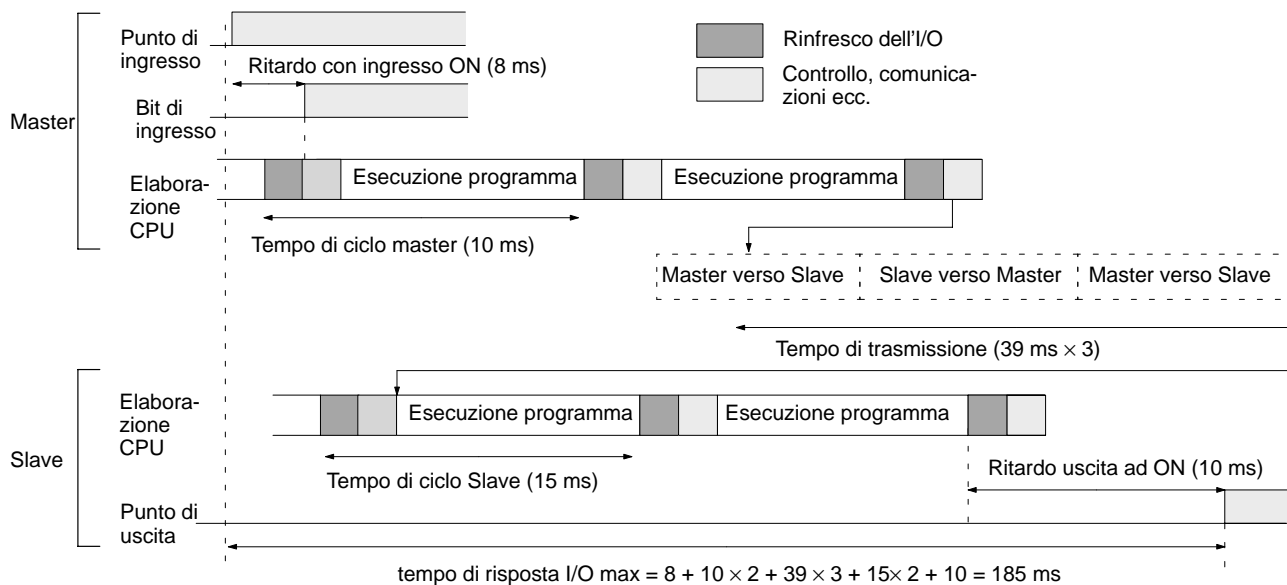 Master
Punto di
ingresso
Ritardo con ingresso ON (8 ms)
Bit di
ingresso
Rinfresco dell'I/O
Controllo, comunica-
zioni ecc.
Elabora-
zione
CPU
Esecuzione programma
Esecuzione programma
Tempo di ciclo master (10 ms)
Master verso Slave
Slave verso Master
Master verso Slave
Tempo di trasmissione (39 ms × 3)
Slave
Elabora-
zione
CPU
Esecuzione programma
Esecuzione programma
Tempo di ciclo Slave (15 ms)
Ritardo uscita ad ON (10 ms)
Punto di
uscita
tempo di risposta I/O max = 8 + 10 × 2 + 39 × 3 + 15× 2 + 10 = 185 ms